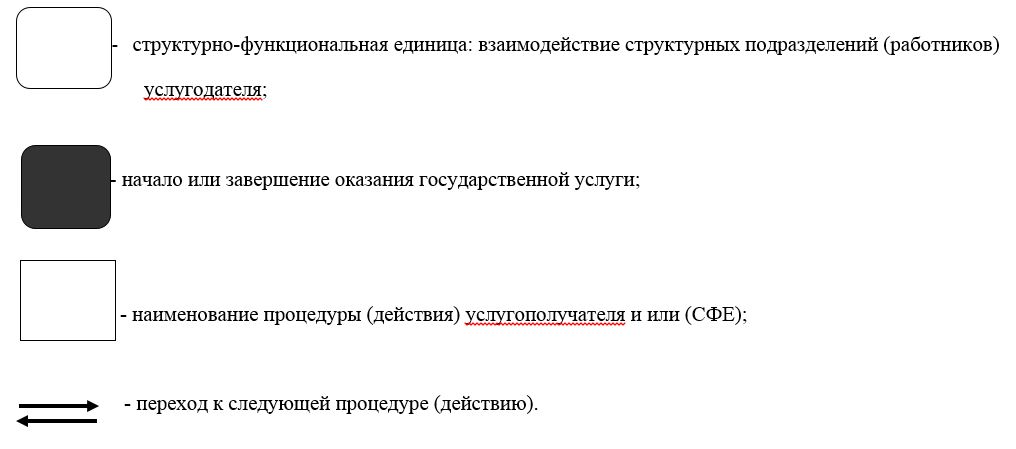 - структурно-функциональная единица: взаимодействие структурных подразделений (работников)
услугодателя;
- начало или завершение оказания государственной услуги;
- наименование процедуры (действия) услугополучателя и или (СФЕ);
- переход к следующей процедуре (действию).